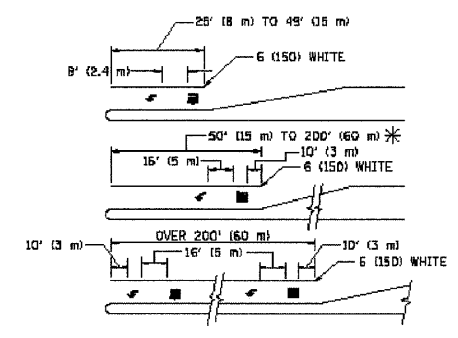 25' (8 m) TO 49' (15 m)
8' (2.4 m)
6 (150) WHITE
50' (15 m) TO 200' (60 m) *
16' (5 m)
10' (3 m)
6 (150) WHITE
OVER 200' (60 m)
10' (3 m)
16' (5 m)
10' (3 m)
6 (150) WHITE